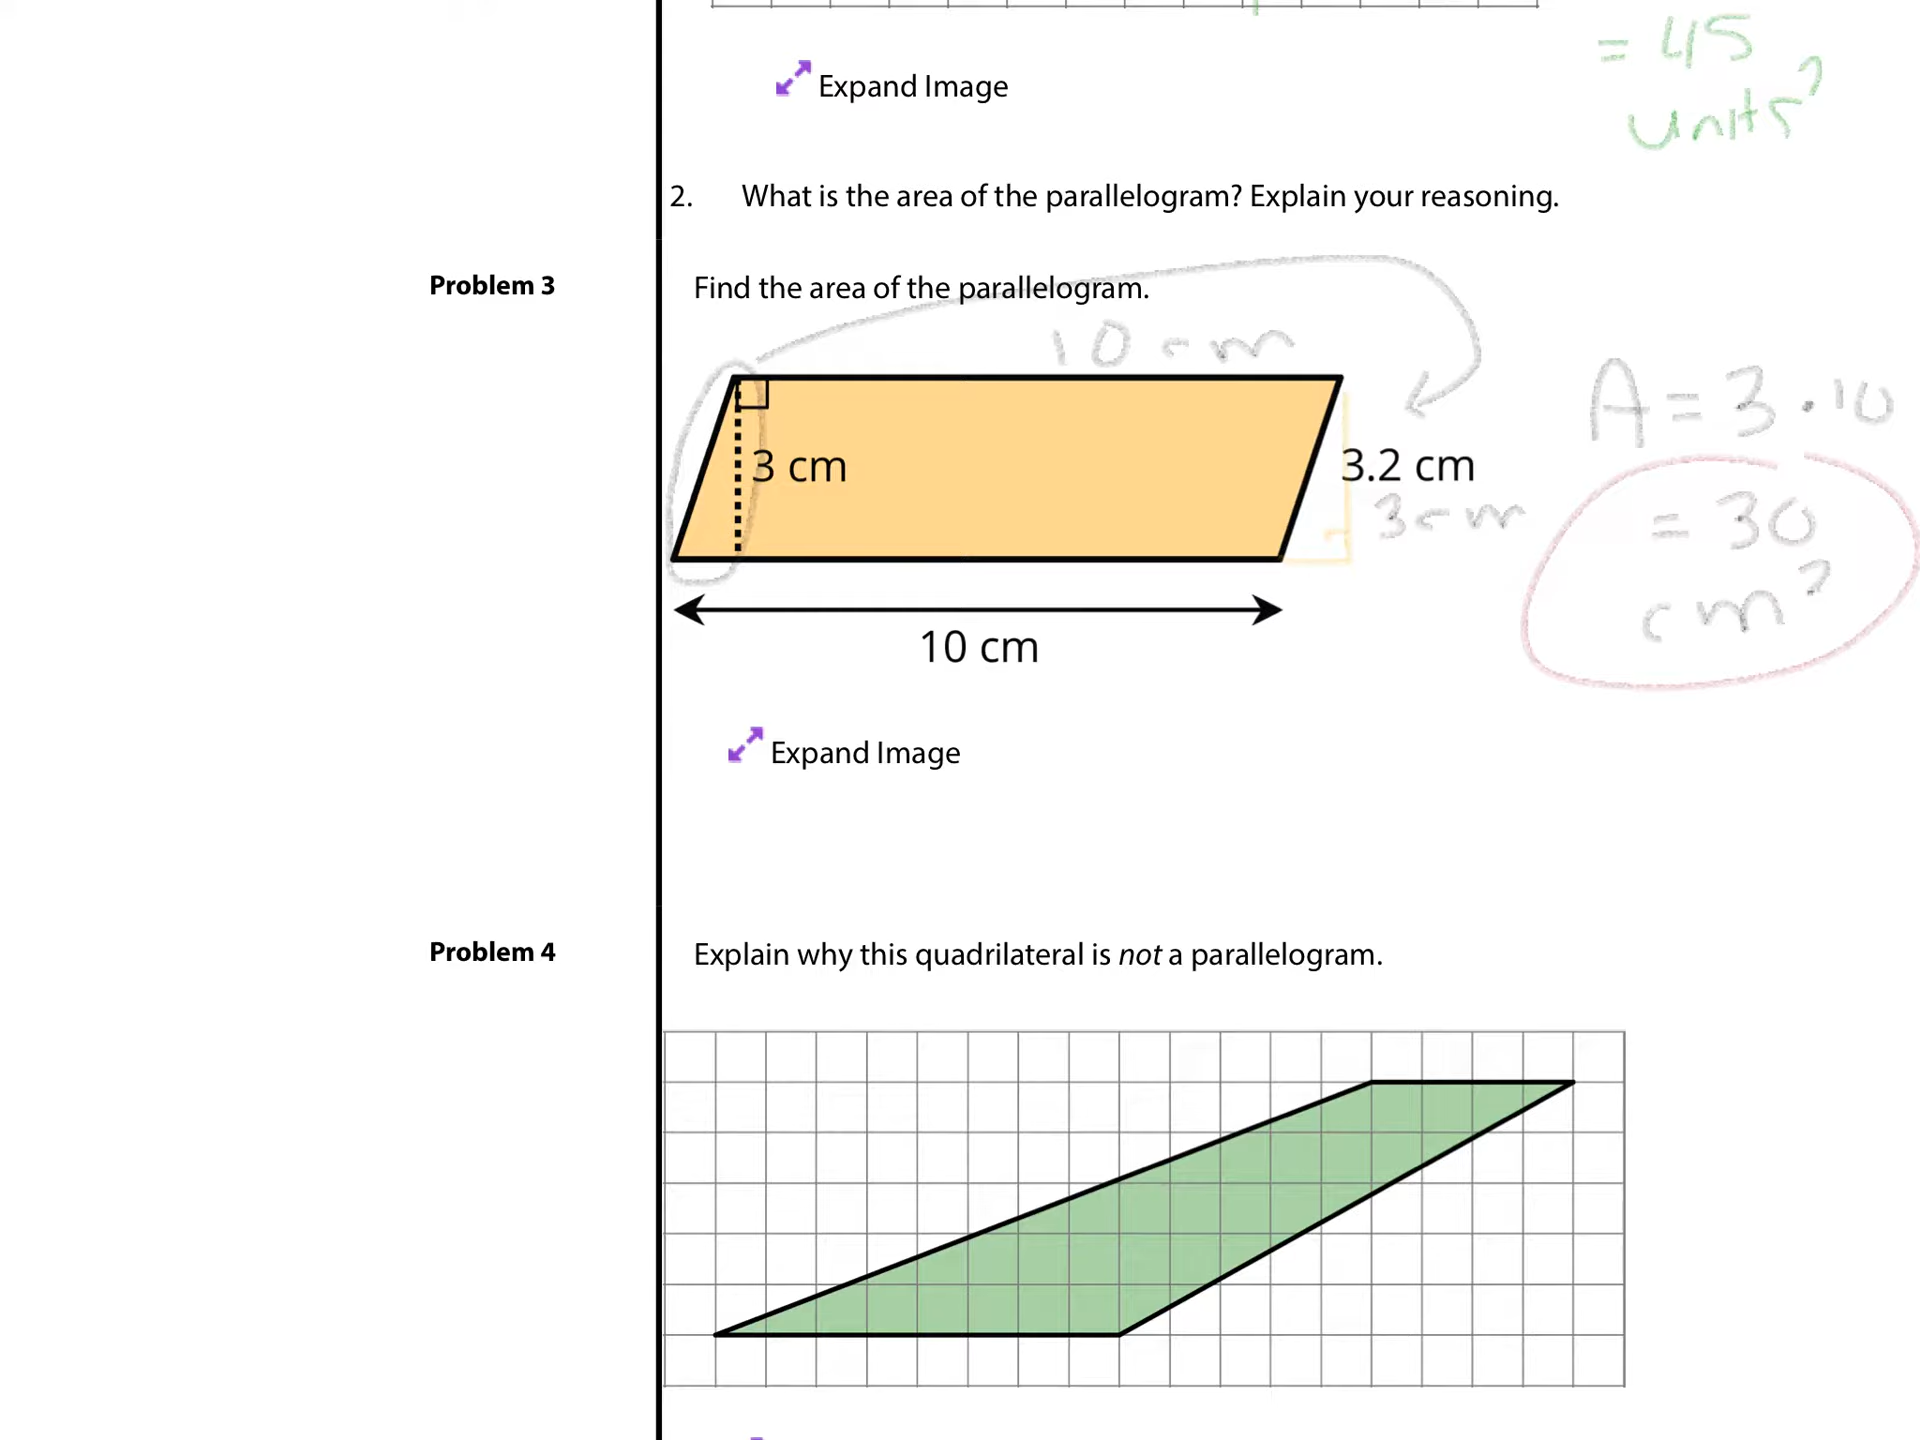 = 45
units²
Expand Image
2. What is the area of the parallelogram? Explain your reasoning.
Problem 3
Find the area of the parallelogram.
10 cm
A = 3 · 10
3 cm
3.2 cm
3 cm
= 30
cm²
10 cm
Expand Image
Problem 4
Explain why this quadrilateral is not a parallelogram.